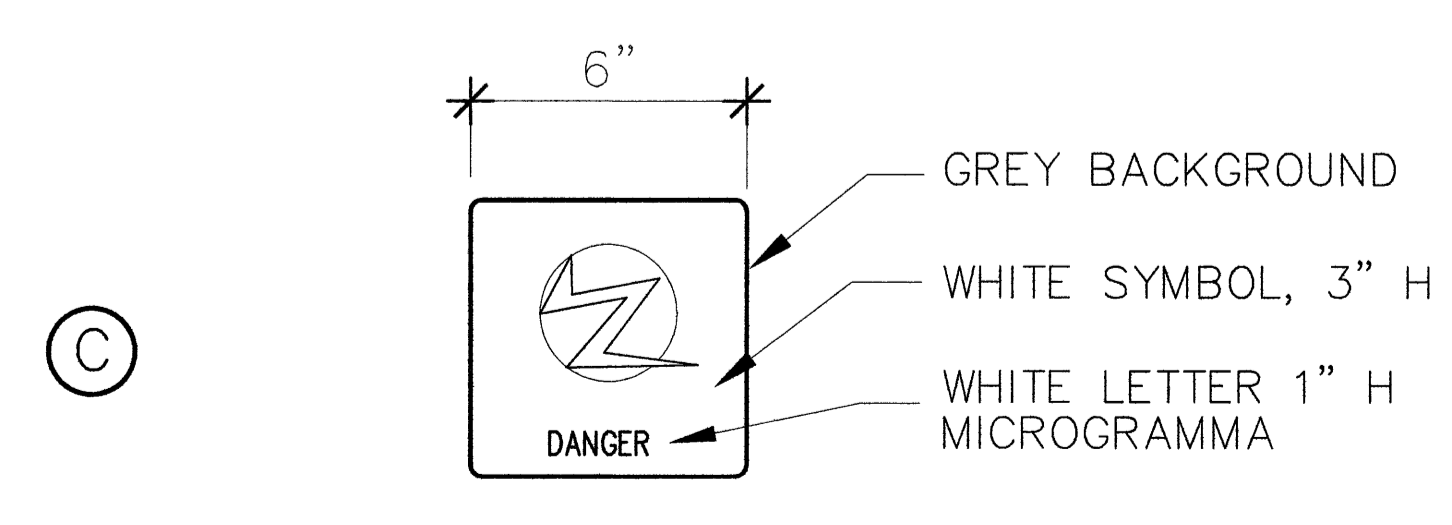 6”
GREY BACKGROUND
WHITE SYMBOL, 3” H
C
WHITE LETTER 1” H
MICROGRAMMA
DANGER